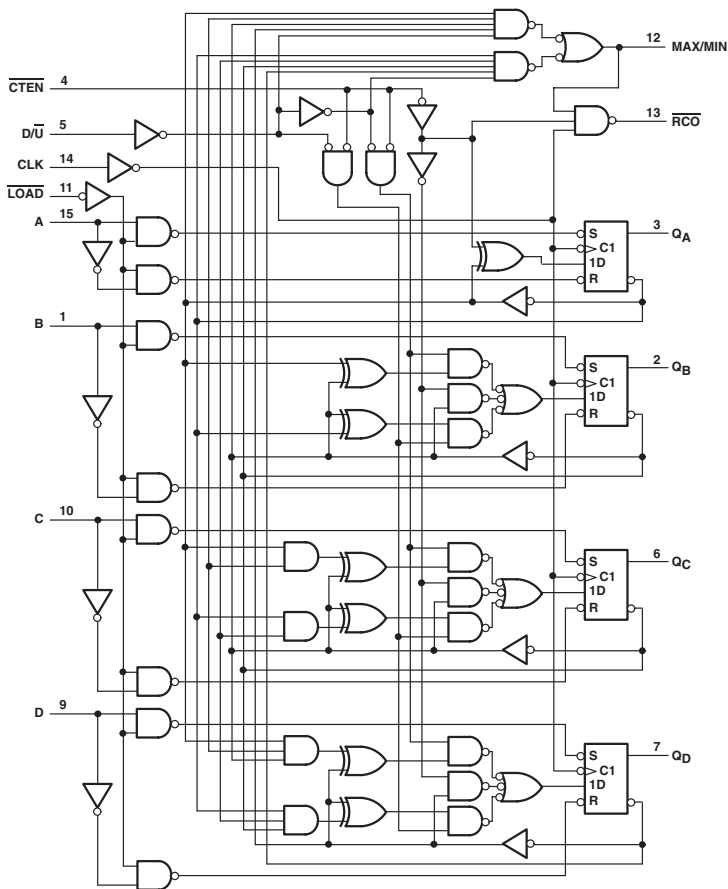 12 MAX/MIN
CTEN 4
13 RCO
D/U 5
CLK 14
LOAD 11
A 15
S
C1
1D
R
3 QA
B 1
S
C1
1D
R
2 QB
C 10
S
C1
1D
R
6 QC
D 9
S
C1
1D
R
7 QD